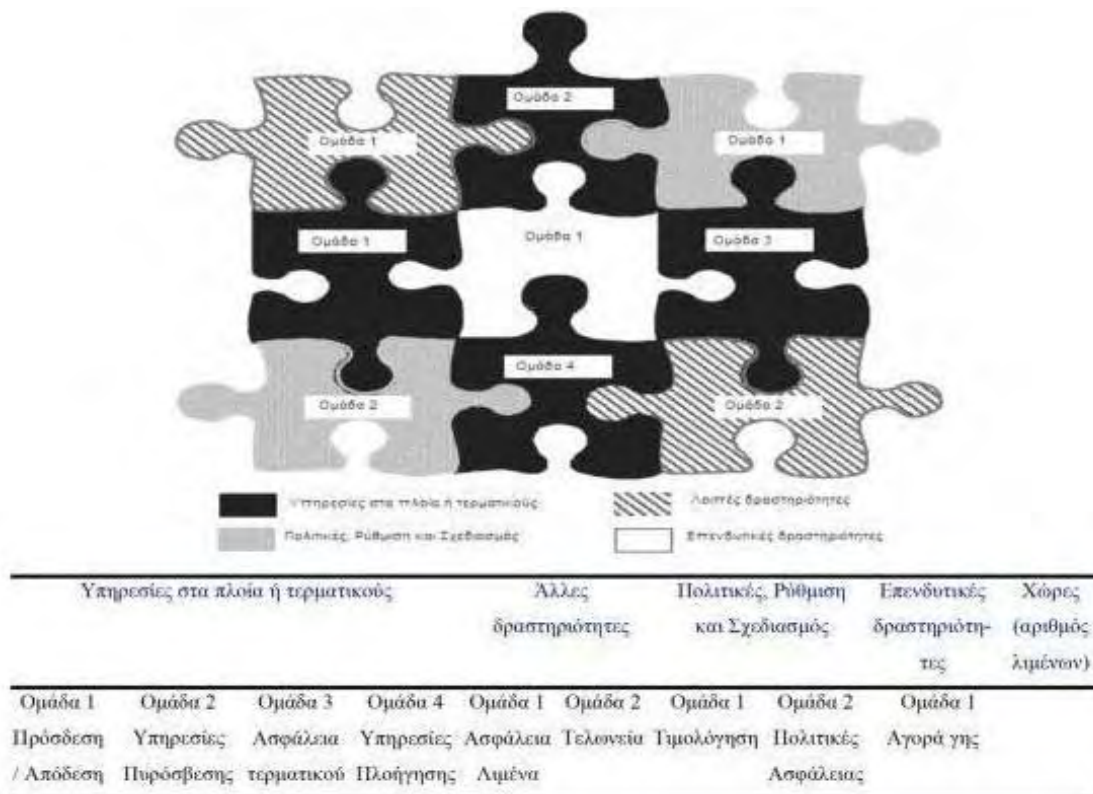 Ομάδα 2
Ομάδα 1
Ομάδα 1
Ομάδα 1
Ομάδα 1
Ομάδα 3
Ομάδα 4
Ομάδα 2
Ομάδα 2
Υπηρεσίες στα πλοία ή τερματικούς
Λοιπές δραστηριότητες
Πολιτικές, Ρύθμιση και Σχεδιασμός
Επενδυτικές δραστηριότητες
Υπηρεσίες στα πλοία ή τερματικούς Άλλες Πολιτικές, Ρύθμιση Επενδυτικές Χώρες
δραστηριότητες και Σχεδιασμός δραστηριότη- (αριθμός
τες λιμένων)
Ομάδα 1 Ομάδα 2 Ομάδα 3 Ομάδα 4 Ομάδα 1 Ομάδα 2 Ομάδα 1 Ομάδα 2 Ομάδα 1
Πρόσδεση Υπηρεσίες Ασφάλεια Υπηρεσίες Ασφάλεια Τελωνεία Τιμολόγηση Πολιτικές Αγορά γης
/ Απόδεση Πυρόσβεσης τερματικού Πλοήγησης Λιμένα Ασφάλειας